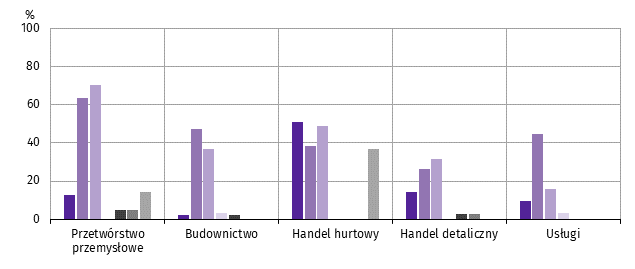 %
100
80
60
40
20
0
Przetwórstwo
przemysłowe
Budownictwo
Handel hurtowy
Handel detaliczny
Usługi